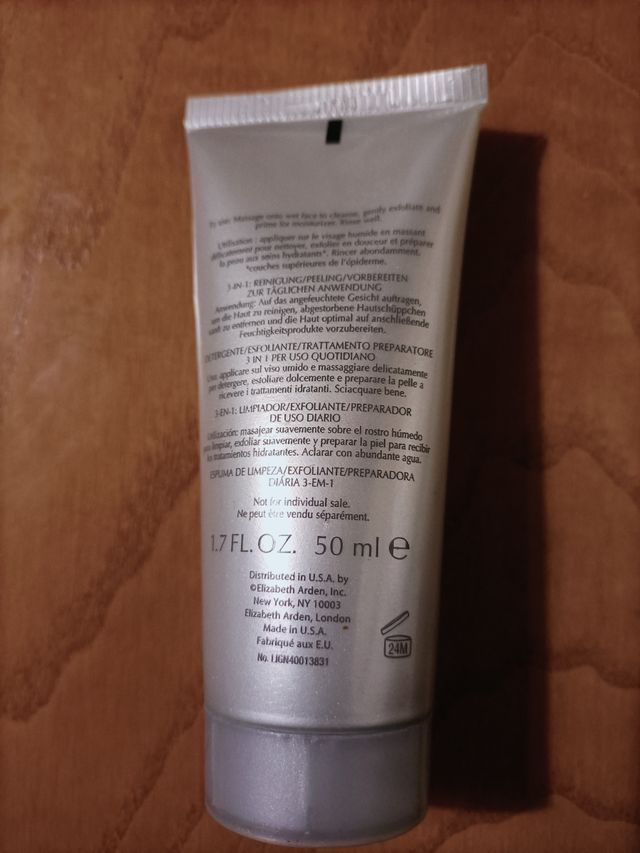 To use: Massage onto wet face to cleanse, gently exfoliate and
prime for moisturizer. Rinse well.
Utilisation : appliquer sur le visage humide en massant
délicatement pour nettoyer, exfolier en douceur et préparer
la peau aux soins hydratants*. Rincer abondamment.
*couches supérieures de l'épiderme.
3-IN-1: REINIGUNG/PEELING/VORBEREITEN
ZUR TÄGLICHEN ANWENDUNG
Anwendung: Auf das angefeuchtete Gesicht auftragen,
um die Haut zu reinigen, abgestorbene Hautschüppchen
sanft zu entfernen und die Haut optimal auf anschließende
Feuchtigkeitsprodukte vorzubereiten.
DETERGENTE/ESFOLIANTE/TRATTAMENTO PREPARATORE
3 IN 1 PER USO QUOTIDIANO
Uso: applicare sul viso umido e massaggiare delicatamente
per detergere, esfoliare dolcemente e preparare la pelle a
ricevere i trattamenti idratanti. Sciacquare bene.
3-EN-1: LIMPIADOR/EXFOLIANTE/PREPARADOR
DE USO DIARIO
Utilización: masajear suavemente sobre el rostro húmedo
para limpiar, exfoliar suavemente y preparar la piel para recibir
los tratamientos hidratantes. Aclarar con abundante agua.
ESPUMA DE LIMPEZA/EXFOLIANTE/PREPARADORA
DIÁRIA 3-EM-1
Not for individual sale.
Ne peut être vendu séparément.
1.7 FL. OZ. 50 ml e
Distributed in U.S.A. by
©Elizabeth Arden, Inc.
New York, NY 10003
Elizabeth Arden, London
Made in U.S.A.
Fabriqué aux E.U.
No. LIGN40013831
24M